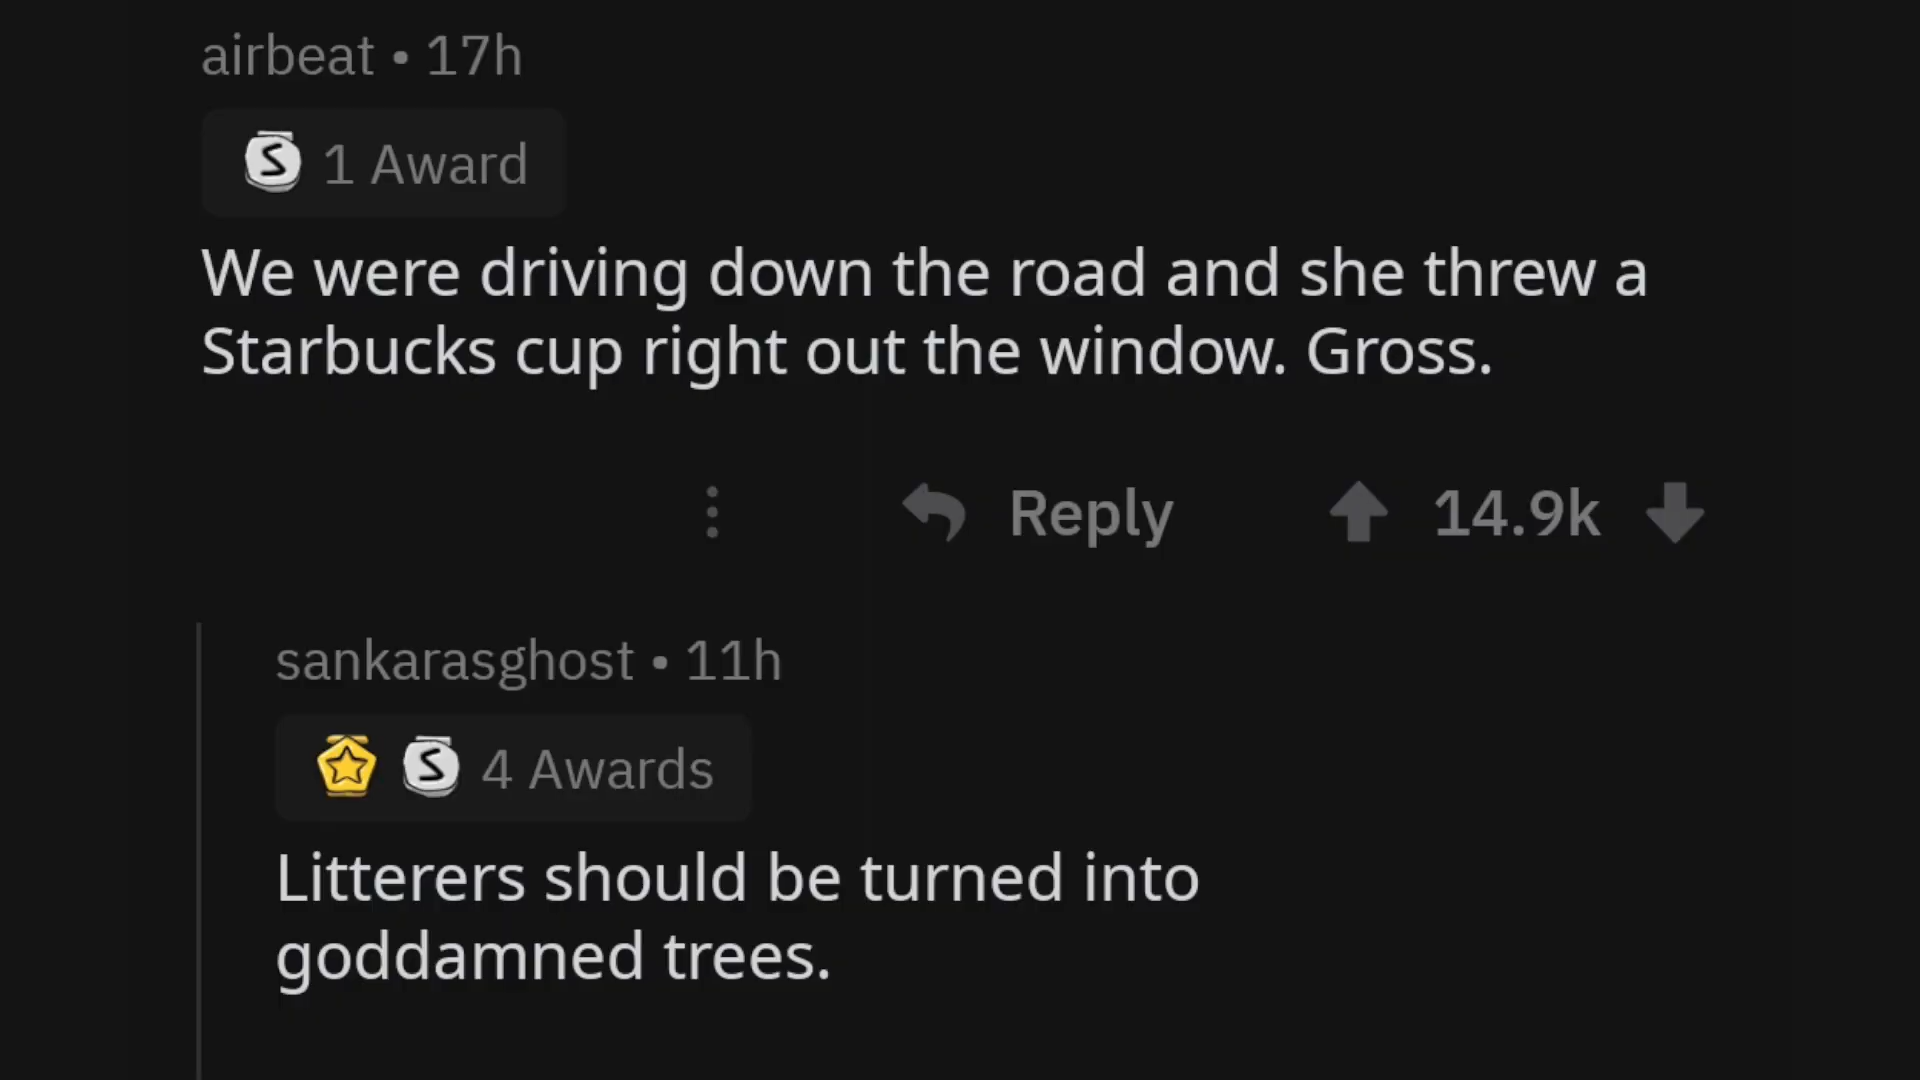 airbeat • 17h
S 1 Award
We were driving down the road and she threw a
Starbucks cup right out the window. Gross.
Reply 14.9k
sankarasghost • 11h
S 4 Awards
Litterers should be turned into
goddamned trees.